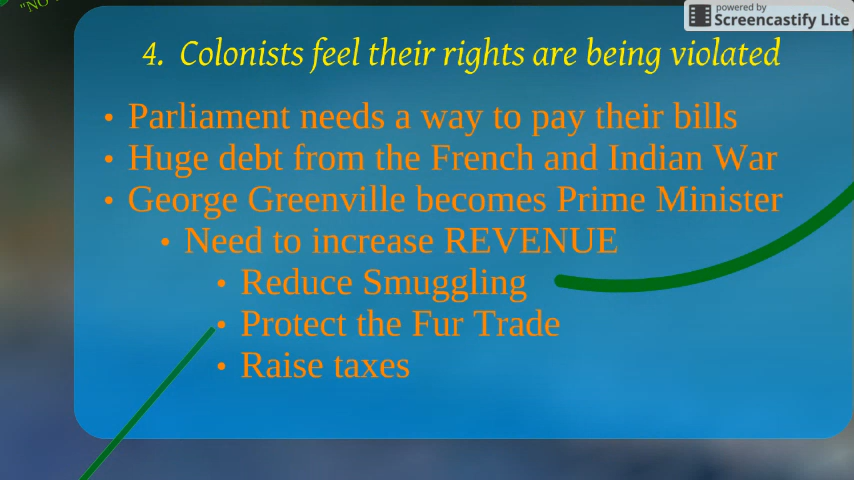 "NO
powered by
Screencastify Lite
4. Colonists feel their rights are being violated
• Parliament needs a way to pay their bills
• Huge debt from the French and Indian War
• George Greenville becomes Prime Minister
• Need to increase REVENUE
• Reduce Smuggling
• Protect the Fur Trade
• Raise taxes